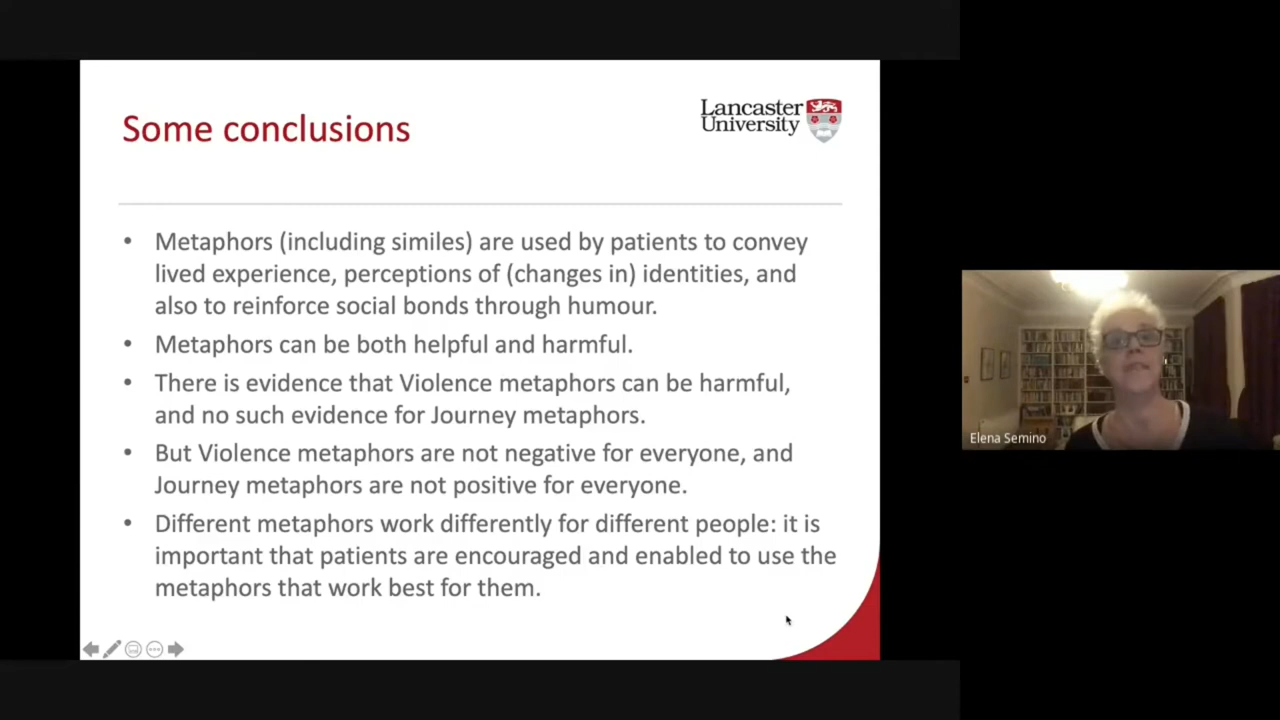 Some conclusions
Lancaster
University
• Metaphors (including similes) are used by patients to convey
lived experience, perceptions of (changes in) identities, and
also to reinforce social bonds through humour.
• Metaphors can be both helpful and harmful.
• There is evidence that Violence metaphors can be harmful,
and no such evidence for Journey metaphors.
• But Violence metaphors are not negative for everyone, and
Journey metaphors are not positive for everyone.
• Different metaphors work differently for different people: it is
important that patients are encouraged and enabled to use the
metaphors that work best for them.
Elena Semino